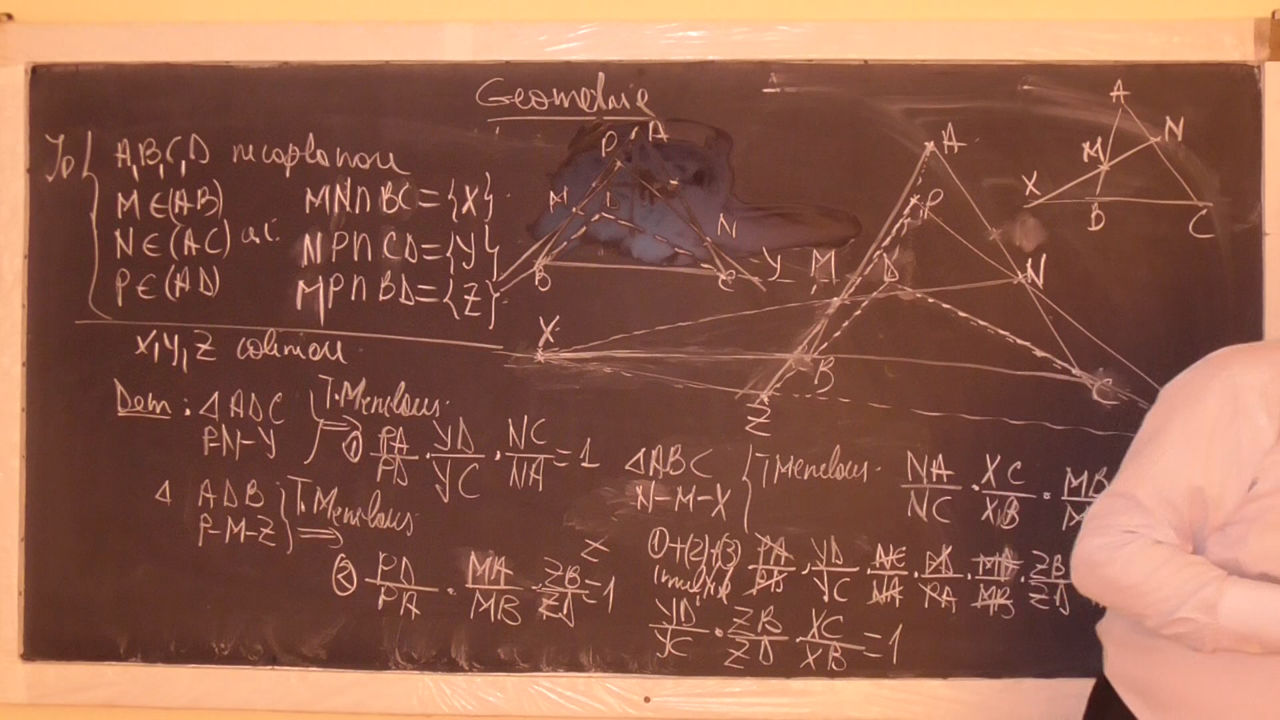 Geometrie
Ip { A,B,C,D necoplanare
M∈(AB) MN∩BC={X}
N∈(AC) aî. NP∩CD={Y}
P∈(AD) MP∩BD={Z}
X,Y,Z coliniare
Dem: ΔADC
P-N-Y } T.Menelaus ⇒ ① PA/PD · YD/YC · NC/NA = 1
Δ ADB
P-M-Z } T.Menelaus ⇒
② PD/PA · MA/MB · ZB/ZD = 1
ΔABC
N-M-X } T.Menelaus NA/NC · XC/XB · MB/
①+(2)+(3) PA/PD · YD/YC · NC/NA · PD/PA · MA/MB · ZB/ZD
YD/YC · ZB/ZD · XC/XB = 1
P A
M D N
B C Y
A
P
M D N
X
B C
Z
A
M N
X B C